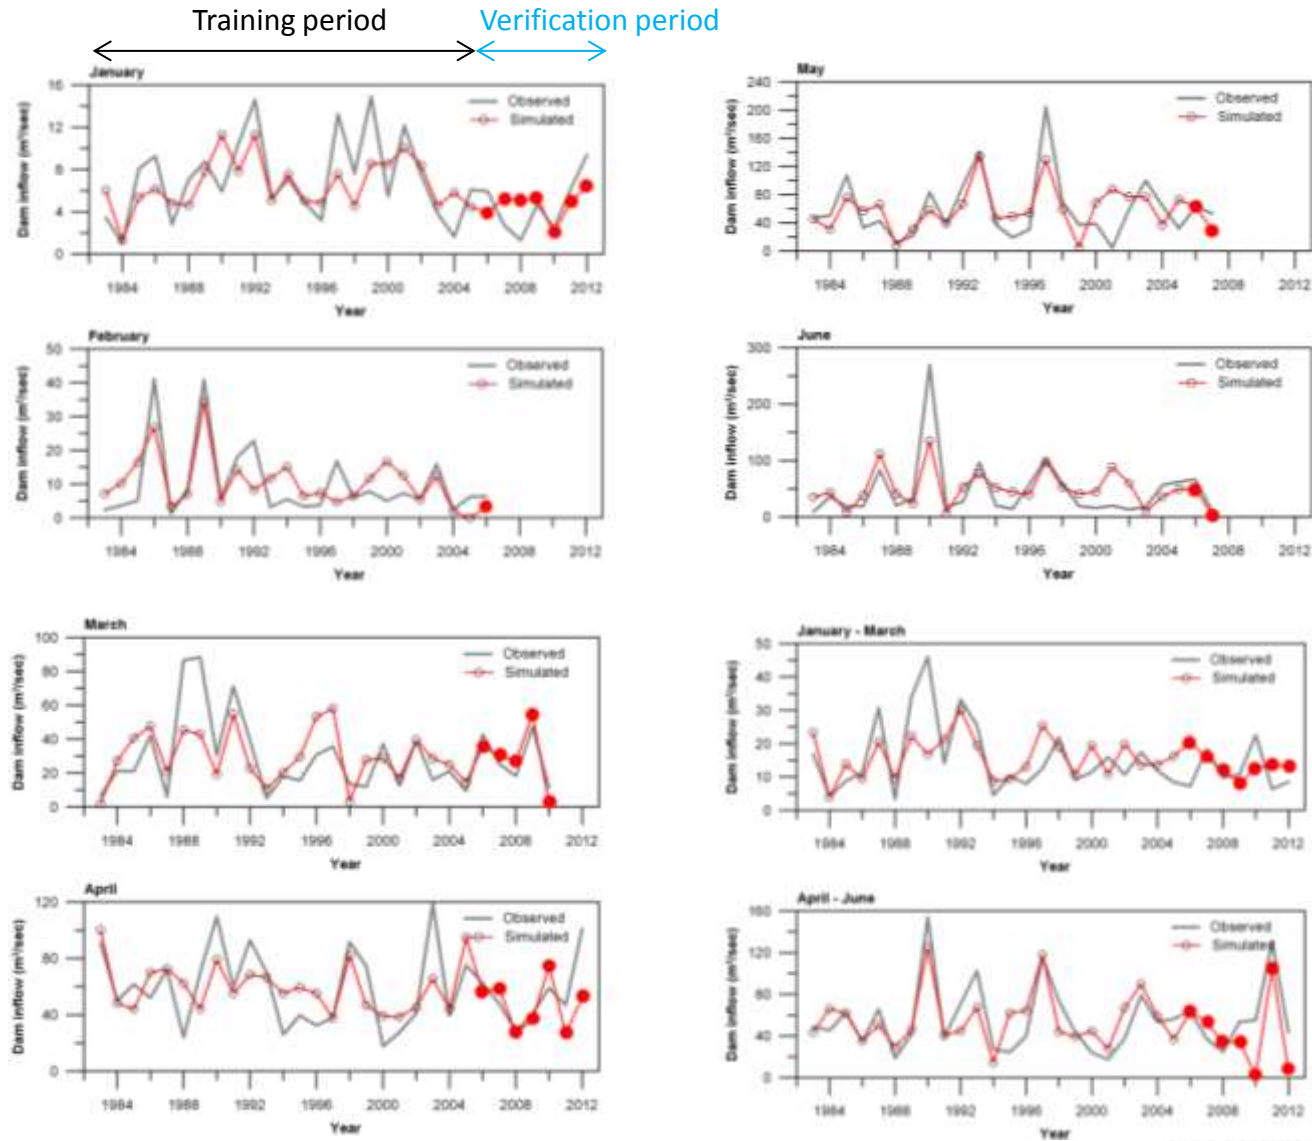 Training period
Verification period
January
Dam inflow (m³/sec)
16
12
8
4
0
Observed
Simulated
1984 1988 1992 1996 2000 2004 2008 2012
Year
February
Dam inflow (m³/sec)
50
40
30
20
10
0
Observed
Simulated
1984 1988 1992 1996 2000 2004 2008 2012
Year
March
Dam inflow (m³/sec)
100
80
60
40
20
0
Observed
Simulated
1984 1988 1992 1996 2000 2004 2008 2012
Year
April
Dam inflow (m³/sec)
120
80
40
0
Observed
Simulated
1984 1988 1992 1996 2000 2004 2008 2012
Year
May
Dam inflow (m³/sec)
240
200
160
120
80
40
0
Observed
Simulated
1984 1988 1992 1996 2000 2004 2008 2012
Year
June
Dam inflow (m³/sec)
300
200
100
0
Observed
Simulated
1984 1988 1992 1996 2000 2004 2008 2012
Year
January - March
Dam inflow (m³/sec)
50
40
30
20
10
0
Observed
Simulated
1984 1988 1992 1996 2000 2004 2008 2012
Year
April - June
Dam inflow (m³/sec)
160
120
80
40
0
Observed
Simulated
1984 1988 1992 1996 2000 2004 2008 2012
Year